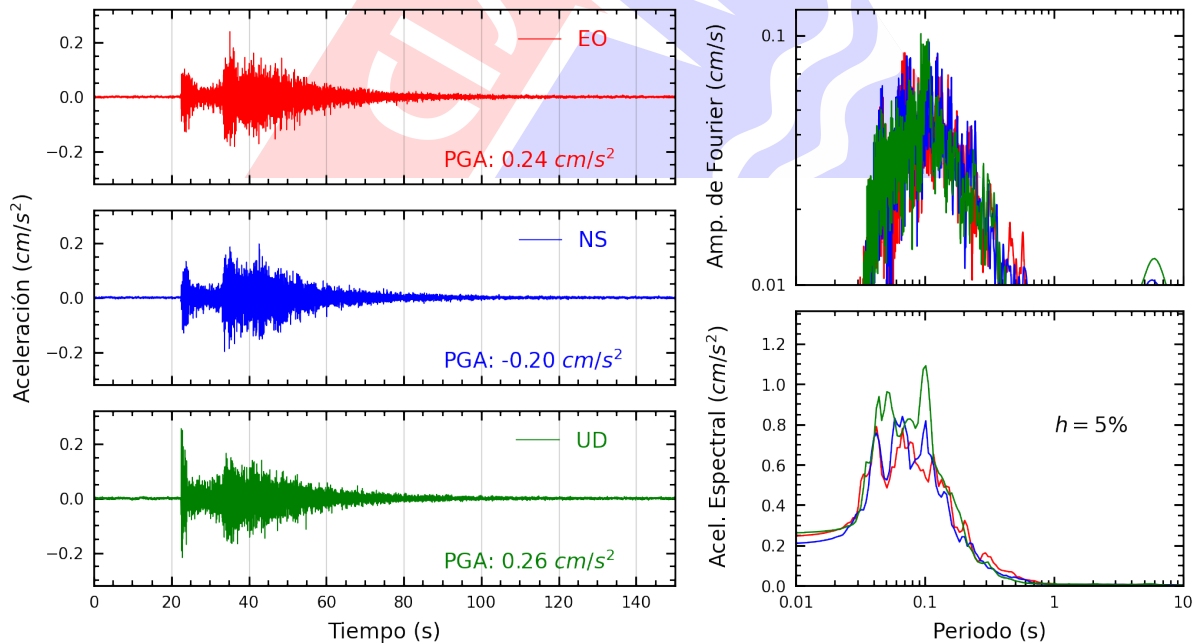 Aceleración (cm/s²)
0.2
0.0
−0.2
EO
PGA: 0.24 cm/s²
0.2
0.0
−0.2
NS
PGA: -0.20 cm/s²
0.2
0.0
−0.2
UD
PGA: 0.26 cm/s²
0 20 40 60 80 100 120 140
Tiempo (s)
Amp. de Fourier (cm/s)
0.1
0.01
Acel. Espectral (cm/s²)
1.2
1.0
0.8
0.6
0.4
0.2
0.0
h = 5%
0.01 0.1 1 10
Periodo (s)